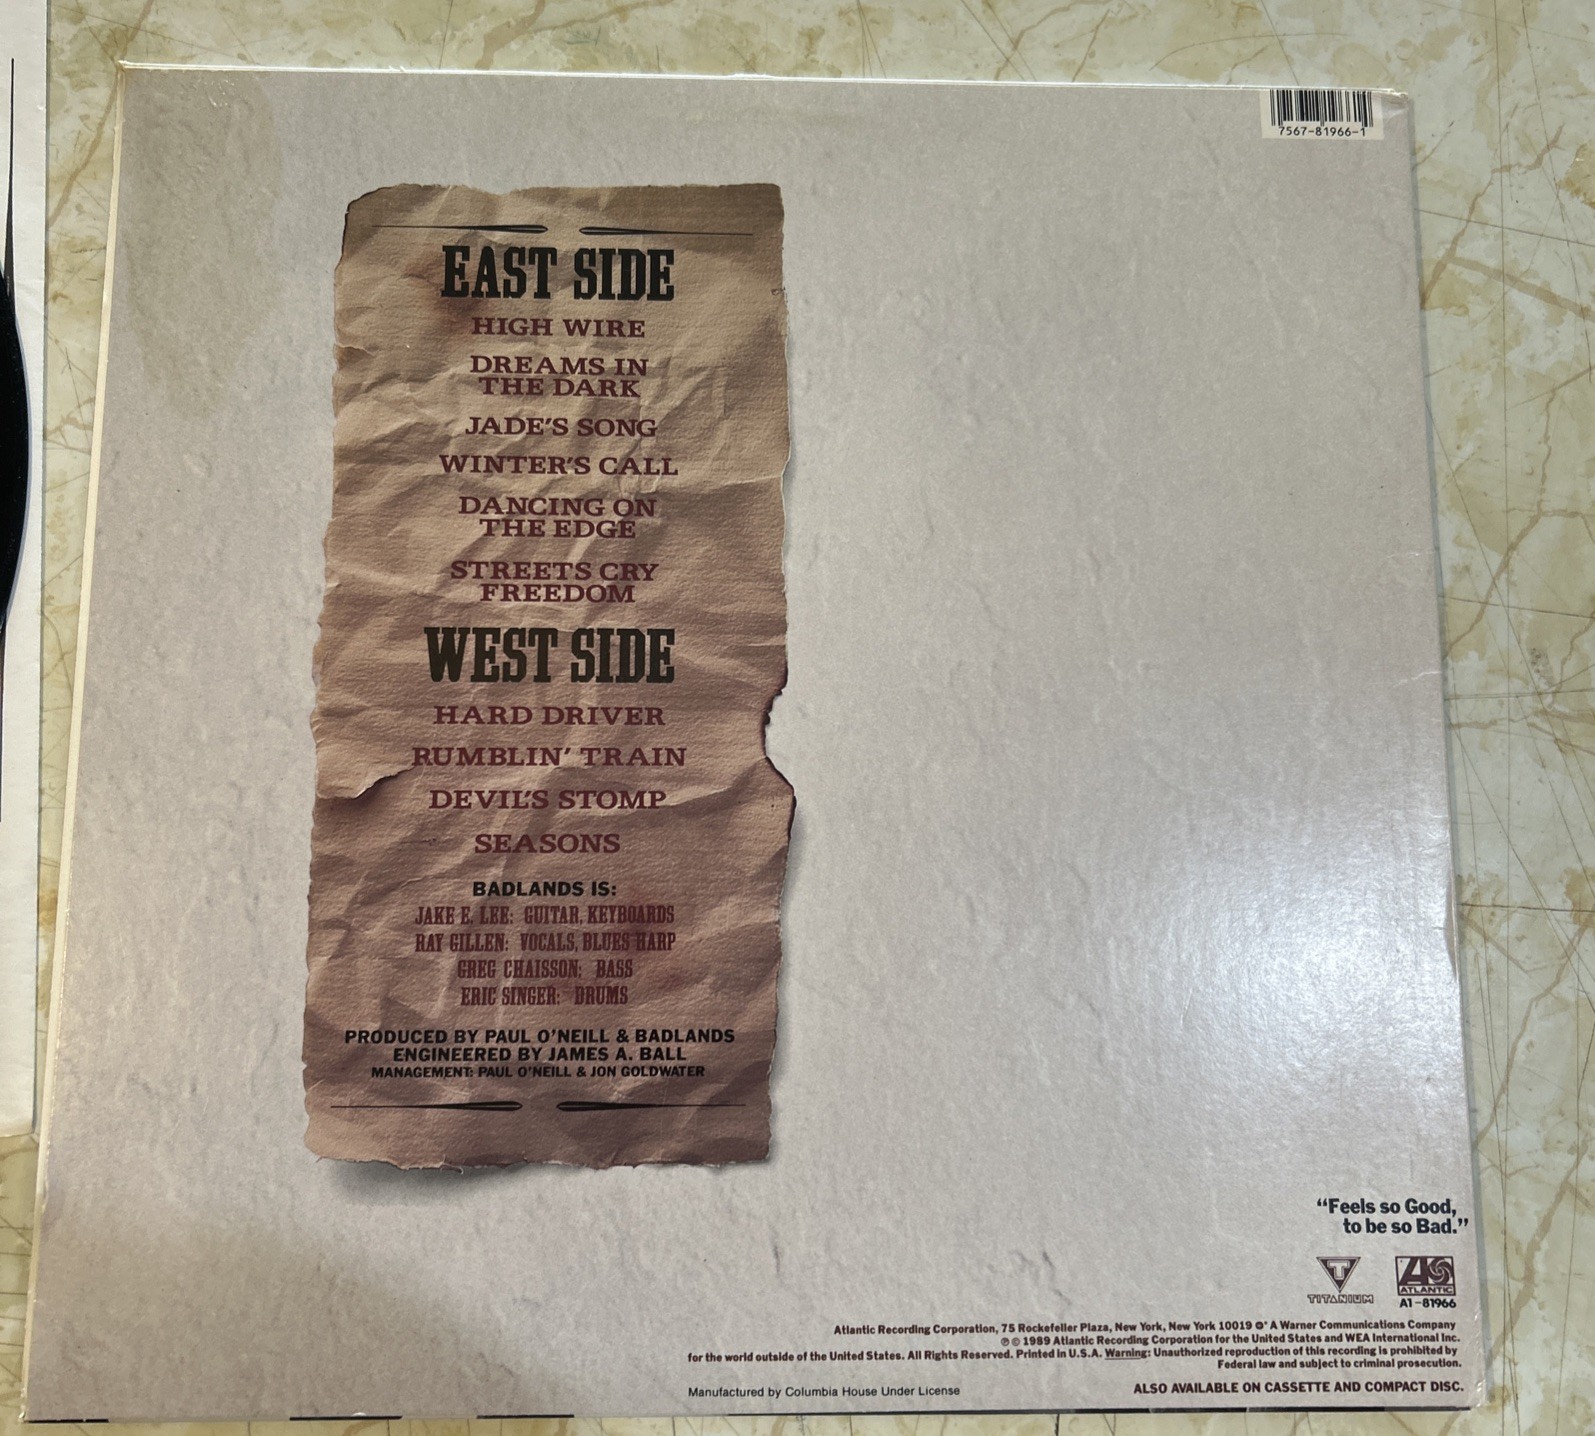 7567-81966-1
EAST SIDE
HIGH WIRE
DREAMS IN
THE DARK
JADE'S SONG
WINTER'S CALL
DANCING ON
THE EDGE
STREETS CRY
FREEDOM
WEST SIDE
HARD DRIVER
RUMBLIN' TRAIN
DEVIL'S STOMP
SEASONS
BADLANDS IS:
JAKE E. LEE: GUITAR, KEYBOARDS
RAY GILLEN: VOCALS, BLUES HARP
GREG CHAISSON: BASS
ERIC SINGER: DRUMS
PRODUCED BY PAUL O'NEILL & BADLANDS
ENGINEERED BY JAMES A. BALL
MANAGEMENT: PAUL O'NEILL & JON GOLDWATER
"Feels so Good,
to be so Bad."
T
TITANIUM
ATLANTIC
A1-81966
Atlantic Recording Corporation, 75 Rockefeller Plaza, New York, New York 10019 A Warner Communications Company
℗ © 1989 Atlantic Recording Corporation for the United States and WEA International Inc.
for the world outside of the United States. All Rights Reserved. Printed in U.S.A. Warning: Unauthorized reproduction of this recording is prohibited by
Federal law and subject to criminal prosecution.
Manufactured by Columbia House Under License
ALSO AVAILABLE ON CASSETTE AND COMPACT DISC.